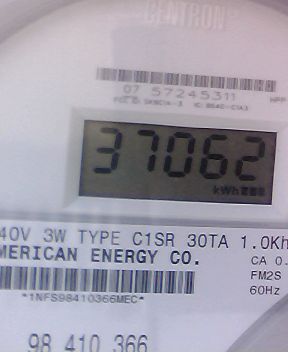 CENTRON
07 57245311
37062
kWh
40V 3W TYPE C1SR 30TA 1.0Kh
MERICAN ENERGY CO.
CA 0.
FM2S
60Hz
*1NFS98410366MEC*
98 410 366